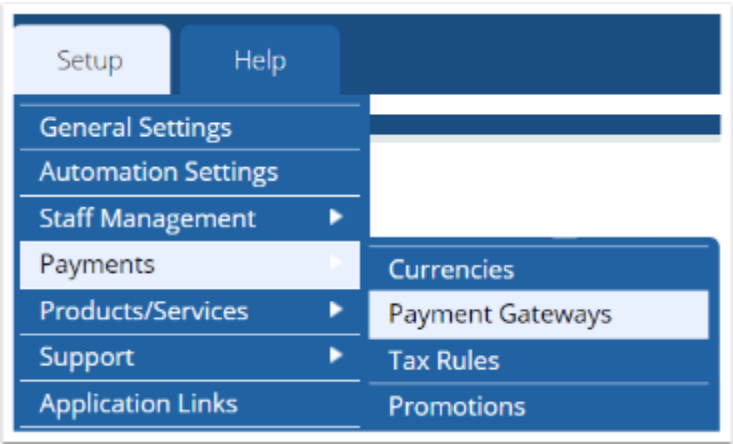 Setup
Help
General Settings
Automation Settings
Staff Management
Payments
Products/Services
Support
Application Links
Currencies
Payment Gateways
Tax Rules
Promotions